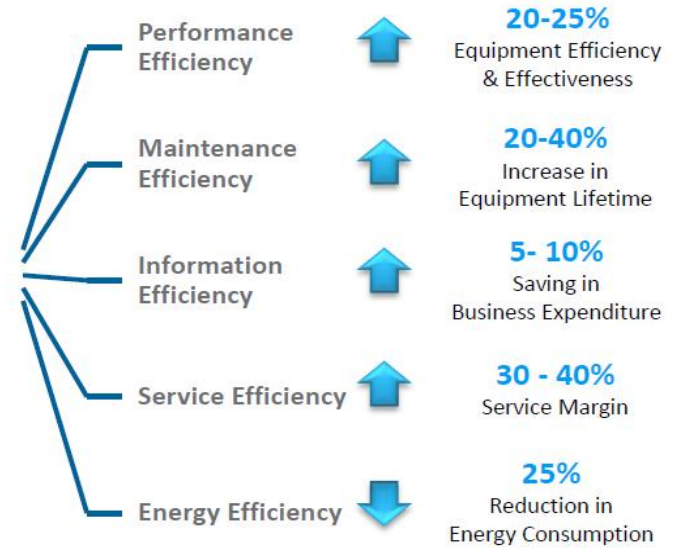 Performance
Efficiency
20-25%
Equipment Efficiency
& Effectiveness
Maintenance
Efficiency
20-40%
Increase in
Equipment Lifetime
Information
Efficiency
5- 10%
Saving in
Business Expenditure
Service Efficiency
30 - 40%
Service Margin
Energy Efficiency
25%
Reduction in
Energy Consumption